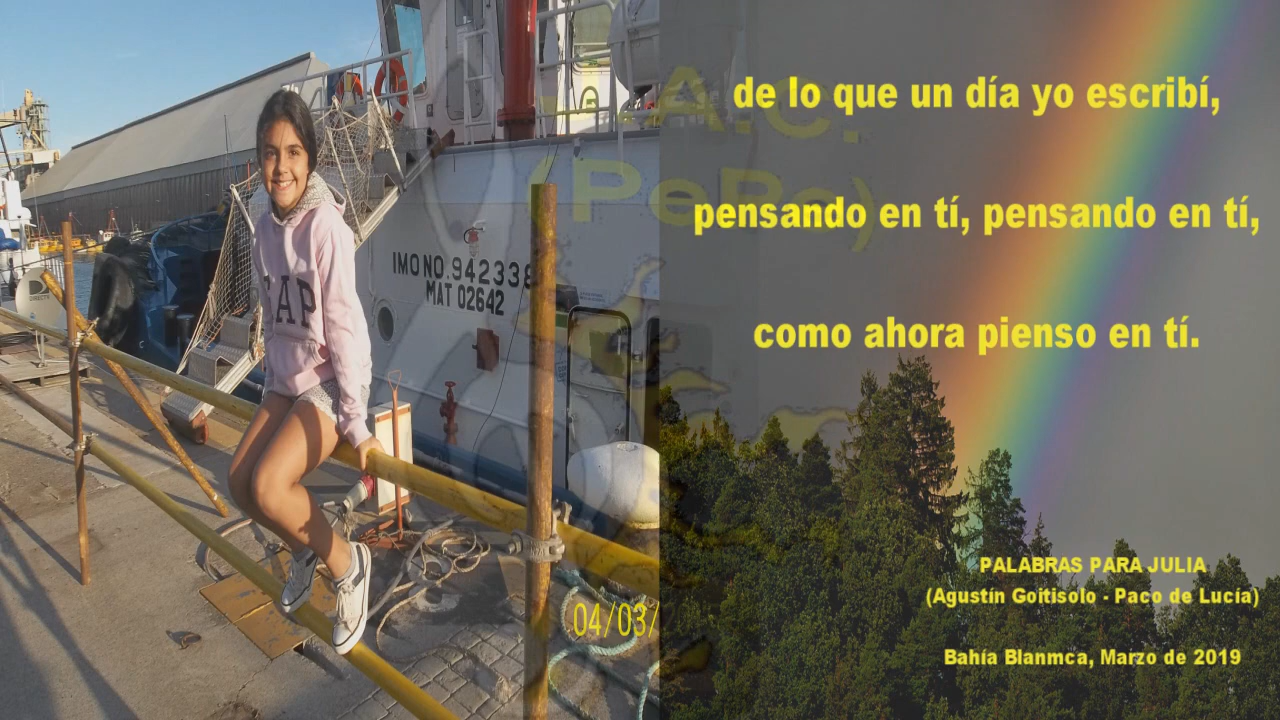 IMO NO.942338
MAT 02642
GAP
DIRECTV
04/03/
J.A.C.
(PePe)
de lo que un día yo escribí,
pensando en tí, pensando en tí,
como ahora pienso en tí.
PALABRAS PARA JULIA
(Agustín Goitisolo - Paco de Lucía)
Bahía Blanmca, Marzo de 2019